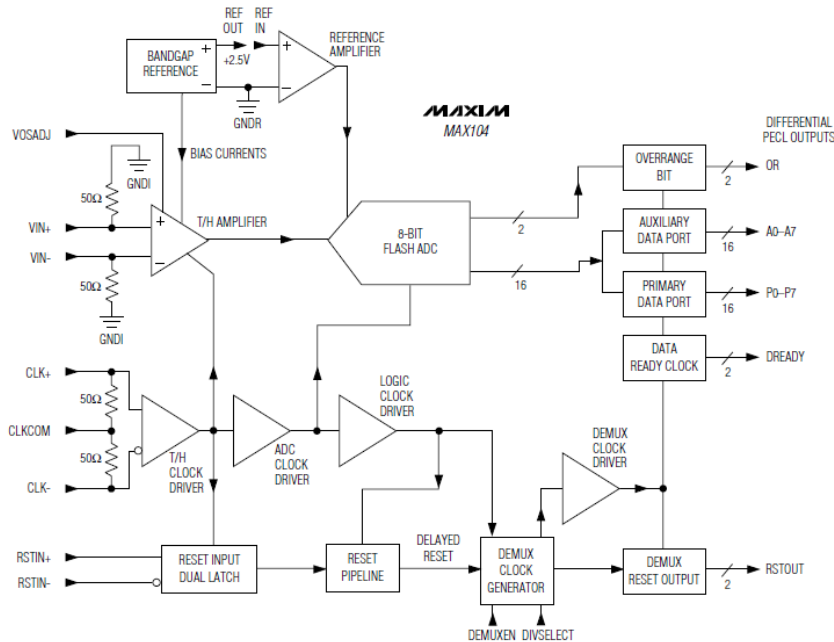 REF OUT
REF IN
REFERENCE AMPLIFIER
BANDGAP REFERENCE
+
−
+2.5V
+
−
GNDR
MAXIM
MAX104
DIFFERENTIAL PECL OUTPUTS
VOSADJ
GNDI
BIAS CURRENTS
OVERRANGE BIT
2
OR
50Ω
VIN+
+
−
T/H AMPLIFIER
8-BIT FLASH ADC
2
AUXILIARY DATA PORT
16
A0–A7
VIN-
50Ω
GNDI
16
PRIMARY DATA PORT
16
P0–P7
DATA READY CLOCK
2
DREADY
CLK+
50Ω
CLKCOM
50Ω
CLK-
T/H CLOCK DRIVER
ADC CLOCK DRIVER
LOGIC CLOCK DRIVER
DEMUX CLOCK DRIVER
RSTIN+
RSTIN-
RESET INPUT DUAL LATCH
RESET PIPELINE
DELAYED RESET
DEMUX CLOCK GENERATOR
DEMUX RESET OUTPUT
2
RSTOUT
DEMUXEN
DIVSELECT